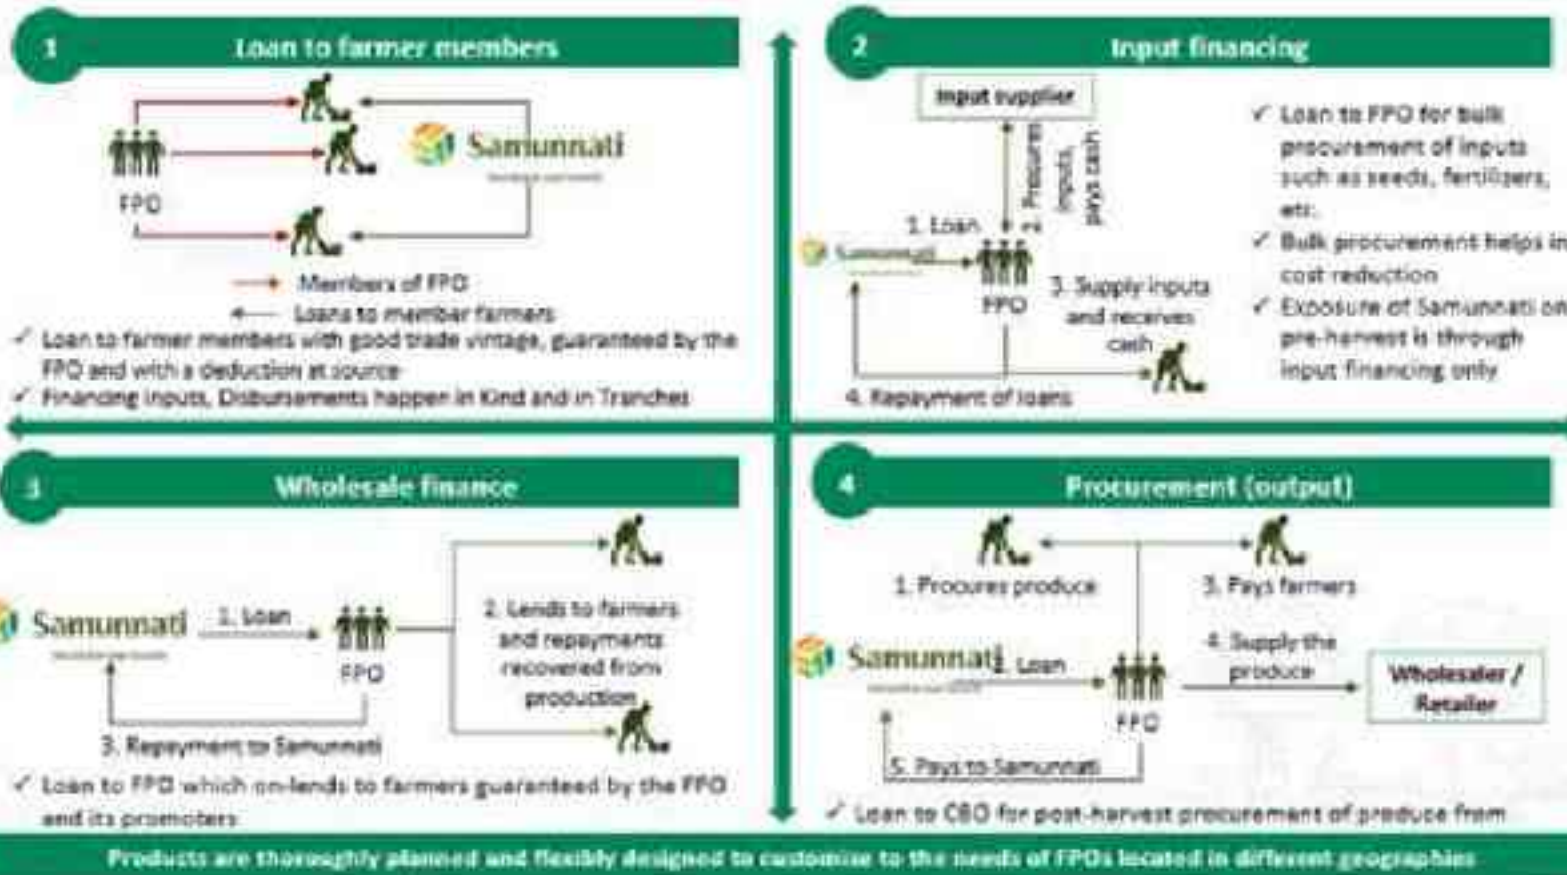 1
Loan to farmer members
Samunnati
FPO
Members of FPO
Loans to member farmers
✓ Loan to farmer members with good trade vintage, guaranteed by the
FPO and with a deduction at source
✓ Financing inputs, Disbursements happen in Kind and in Tranches
2
Input financing
Input supplier
2. Procures
inputs,
pays cash
1. Loan
Samunnati
FPO
3. Supply inputs
and receives
cash
4. Repayment of loans
✓ Loan to FPO for bulk
procurement of inputs
such as seeds, fertilizers,
etc.
✓ Bulk procurement helps in
cost reduction
✓ Exposure of Samunnati on
pre-harvest is through
input financing only
3
Wholesale finance
Samunnati
1. Loan
FPO
2. Lends to farmers
and repayments
recovered from
production
3. Repayment to Samunnati
✓ Loan to FPO which on-lends to farmers guaranteed by the FPO
and its promoters
4
Procurement (output)
1. Procures produce
3. Pays farmers
Samunnati
2. Loan
FPO
4. Supply the
produce
Wholesaler /
Retailer
5. Pays to Samunnati
✓ Loan to CBO for post-harvest procurement of produce from
Products are thoroughly planned and flexibly designed to customise to the needs of FPOs located in different geographies